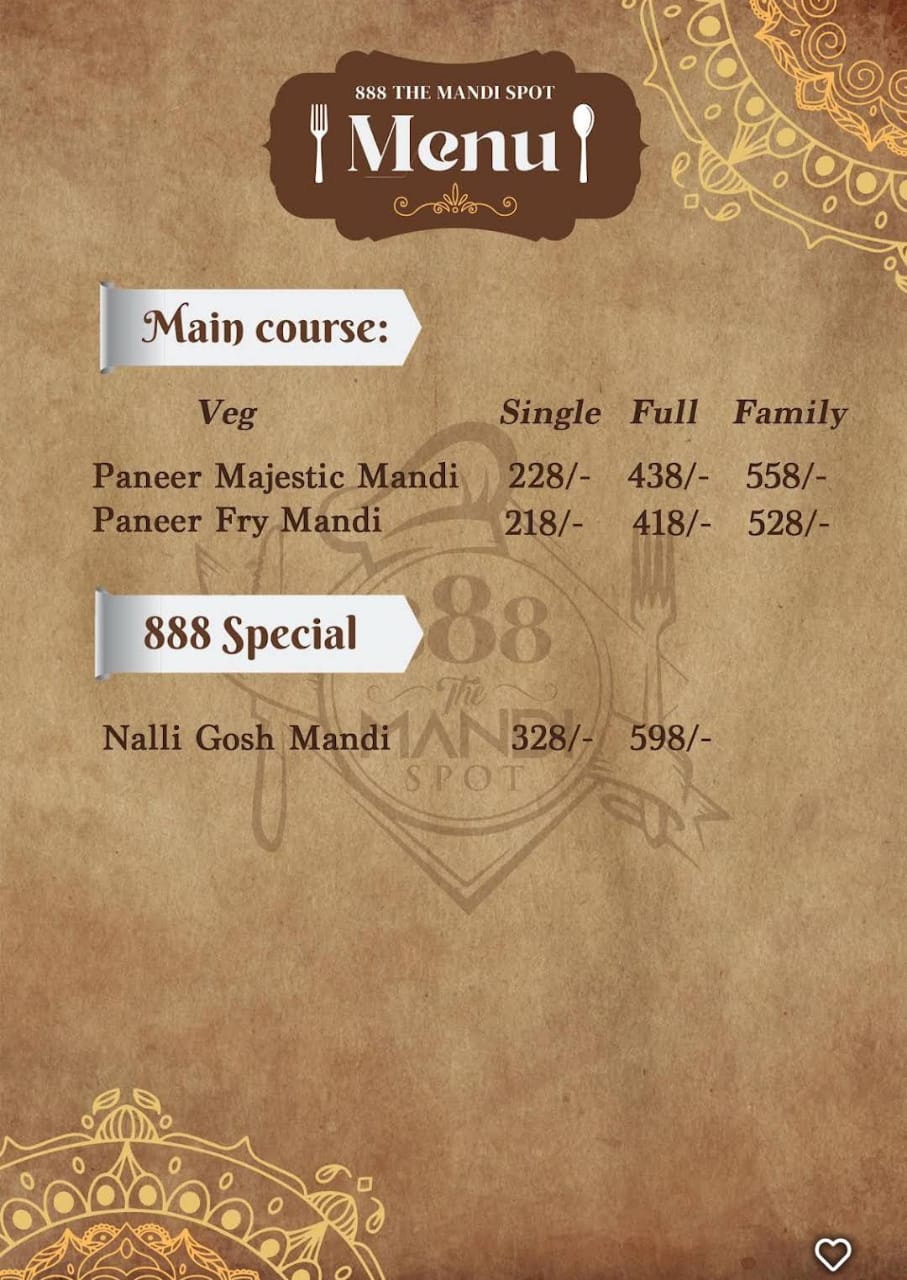 888 THE MANDI SPOT
Menu
Main course:
Veg Single Full Family
Paneer Majestic Mandi 228/- 438/- 558/-
Paneer Fry Mandi 218/- 418/- 528/-
888 Special
Nalli Gosh Mandi 328/- 598/-
888
The
MANDI
SPOT